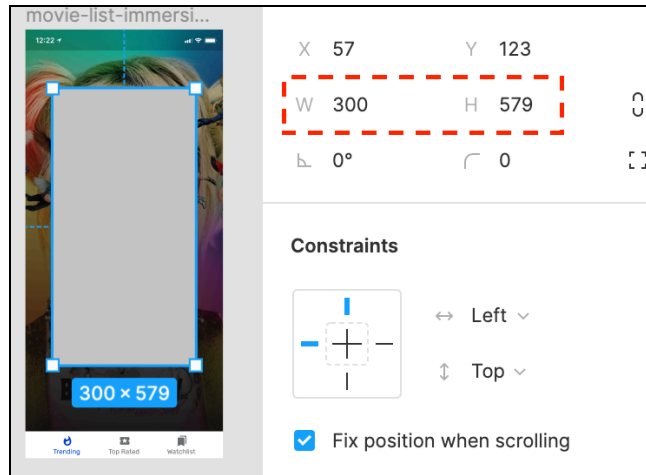 movie-list-immersi...
12:22
300 × 579
Trending
Top Rated
Watchlist
X 57 Y 123
W 300 H 579
0° 0
Constraints
Left
Top
Fix position when scrolling